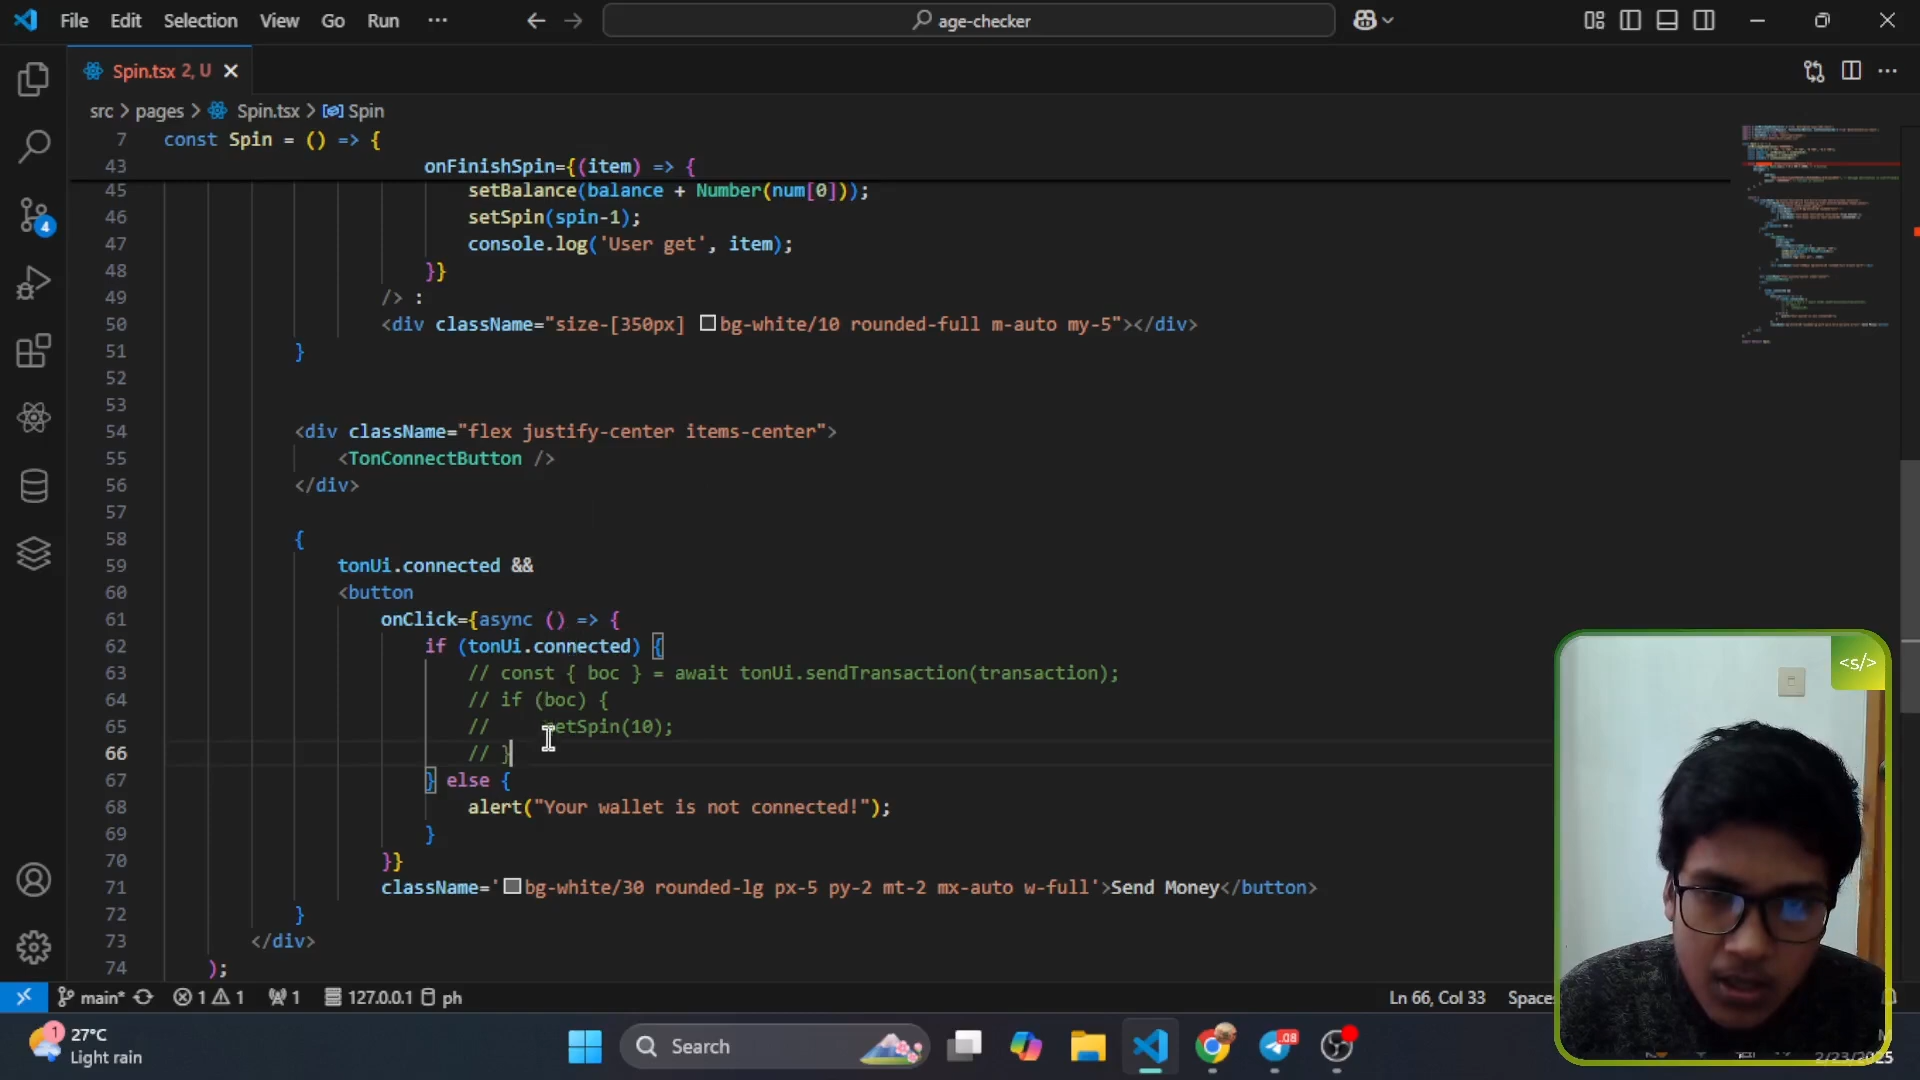 File Edit Selection View Go Run ··· age-checker
Spin.tsx 2, U
src > pages > Spin.tsx > Spin
7 const Spin = () => {
43 onFinishSpin={(item) => {
45 setBalance(balance + Number(num[0]));
46 setSpin(spin-1);
47 console.log('User get', item);
48 }}
49 /> :
50 <div className="size-[350px] bg-white/10 rounded-full m-auto my-5"></div>
51 }
52
53
54 <div className="flex justify-center items-center">
55 <TonConnectButton />
56 </div>
57
58 {
59 tonUi.connected &&
60 <button
61 onClick={async () => {
62 if (tonUi.connected) {
63 // const { boc } = await tonUi.sendTransaction(transaction);
64 // if (boc) {
65 // setSpin(10);
66 // }
67 } else {
68 alert("Your wallet is not connected!");
69 }
70 }}
71 className='bg-white/30 rounded-lg px-5 py-2 mt-2 mx-auto w-full'>Send Money</button>
72 }
73 </div>
74 );
4
<s/>
main* 1 1 1 127.0.0.1 ph Ln 66, Col 33
1 27°C
Light rain
Search
08
2/23/2025